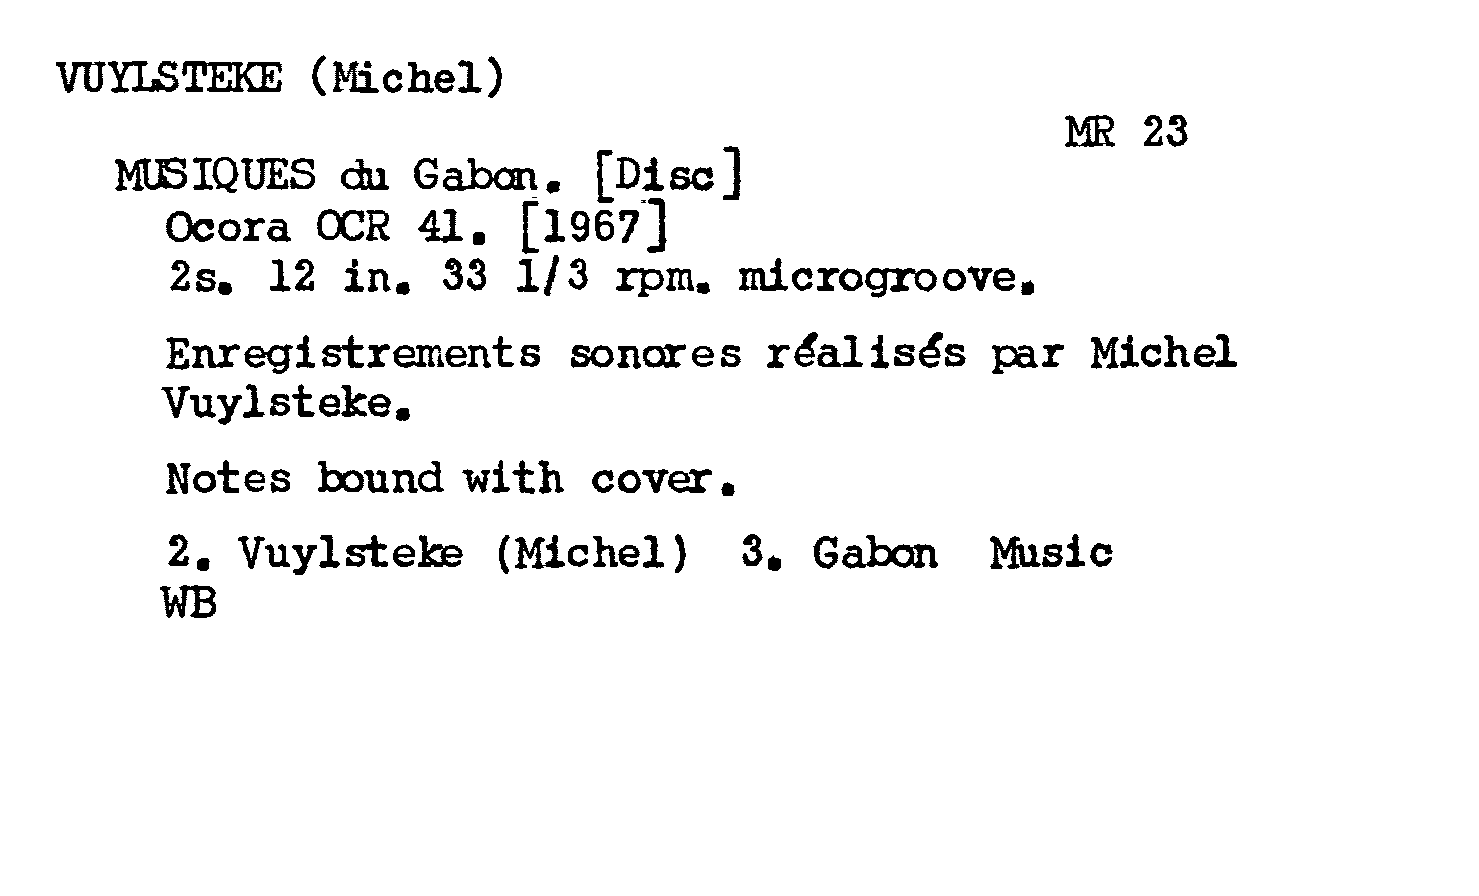 VUYLSTEKE (Michel)
MR 23
MUSIQUES du Gabon. [Disc]
Ocora OCR 41. [1967]
2s. 12 in. 33 1/3 rpm. microgroove.
Enregistrements sonores réalisés par Michel
Vuylsteke.
Notes bound with cover.
2. Vuylsteke (Michel) 3. Gabon Music
WB